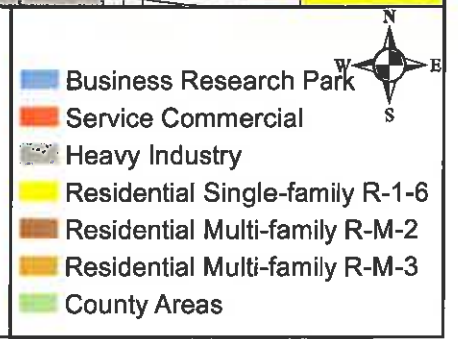 N
W E
S
Business Research Park
Service Commercial
Heavy Industry
Residential Single-family R-1-6
Residential Multi-family R-M-2
Residential Multi-family R-M-3
County Areas